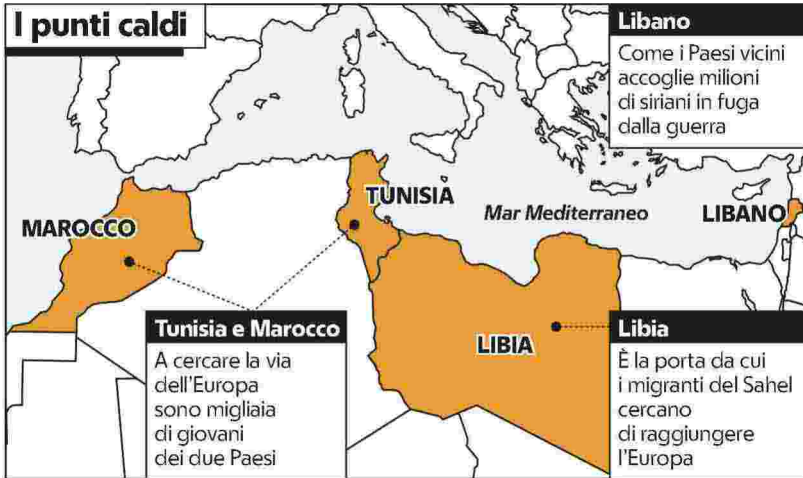 I punti caldi
Libano
Come i Paesi vicini
accoglie milioni
di siriani in fuga
dalla guerra
TUNISIA
MAROCCO
Mar Mediterraneo
LIBANO
Tunisia e Marocco
A cercare la via
dell'Europa
sono migliaia
di giovani
dei due Paesi
LIBIA
Libia
È la porta da cui
i migranti del Sahel
cercano
di raggiungere
l'Europa